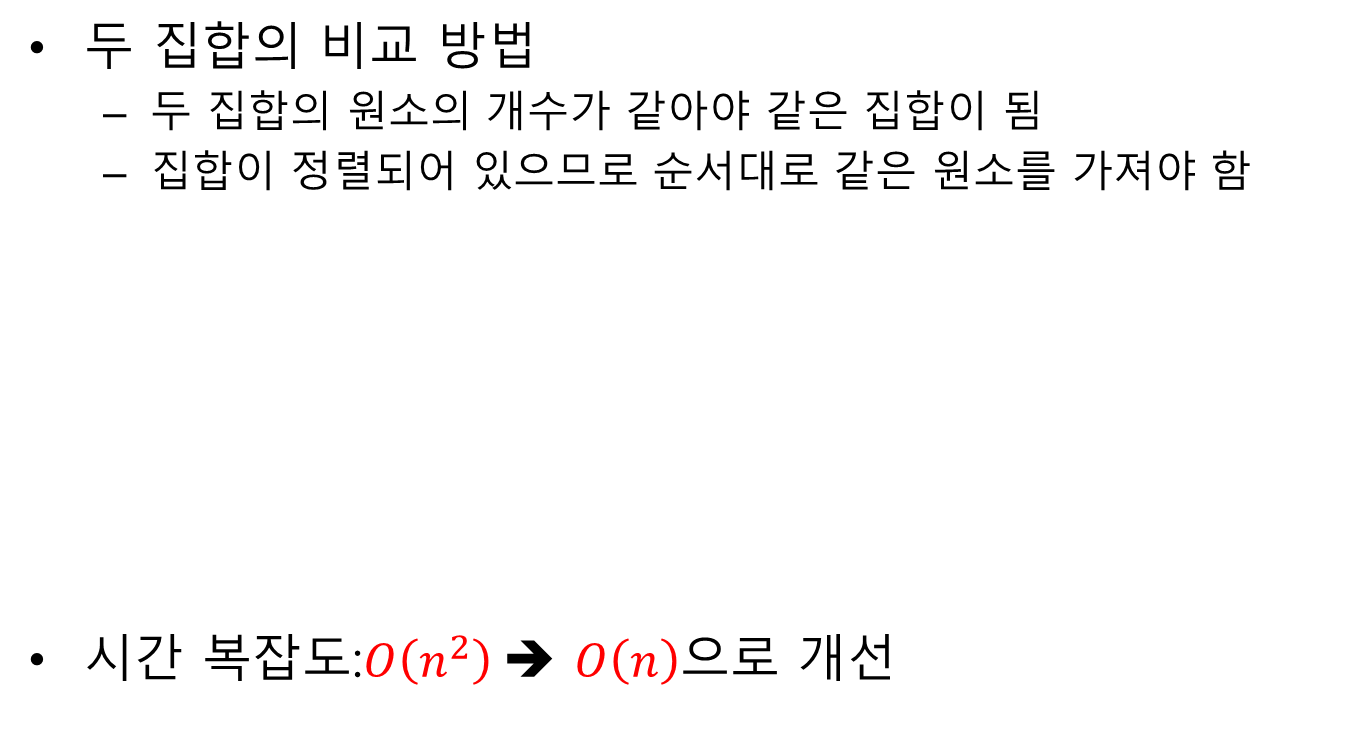 • 두 집합의 비교 방법
– 두 집합의 원소의 개수가 같아야 같은 집합이 됨
– 집합이 정렬되어 있으므로 순서대로 같은 원소를 가져야 함
• 시간 복잡도:𝑂(𝑛²) ➔ 𝑂(𝑛)으로 개선